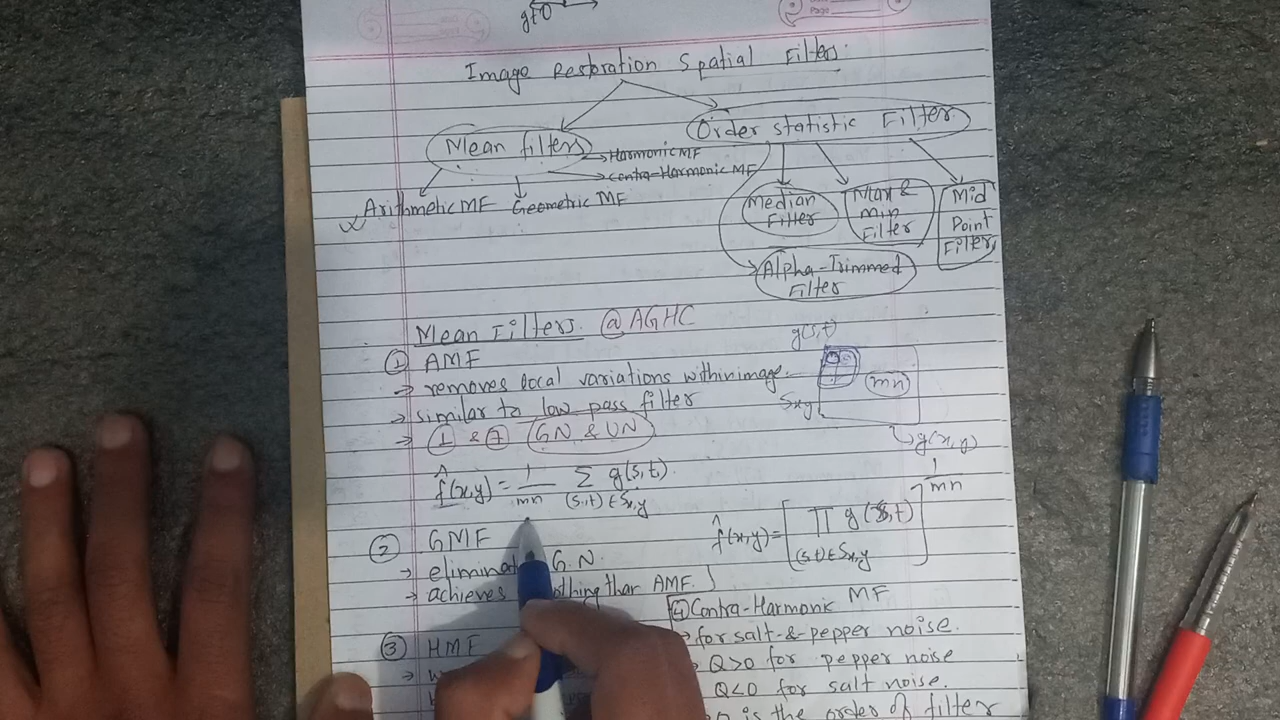 g(t)
Page
Image Restoration Spatial Filters.
Order statistic Filter
Mean filters
Harmonic MF
Contra-Harmonic MF
Arithmetic MF Geometric MF
Median Filter
Max & Min Filter
Mid Point Filter
Alpha-Trimmed Filter
Mean Filters. @AGHC
g(s,t)
① AMF
→ removes local variations within image.
mn
→ similar to low pass filter
Sxy
→ ① & ② GN & UN
g(x,y)
f̂(x,y) = 1/mn Σ g(s,t).
(s,t) ∈ Sx,y
② GMF
f̂(x,y) = [ ∏ g(s,t) ] 1/mn
(s,t) ∈ Sx,y
→ G.N.
→ achieves than AMF.
④ Contra-Harmonic MF
→ for salt-&-pepper noise.
③ HMF
Q>0 for pepper noise
Q<0 for salt noise.
is the order of filter